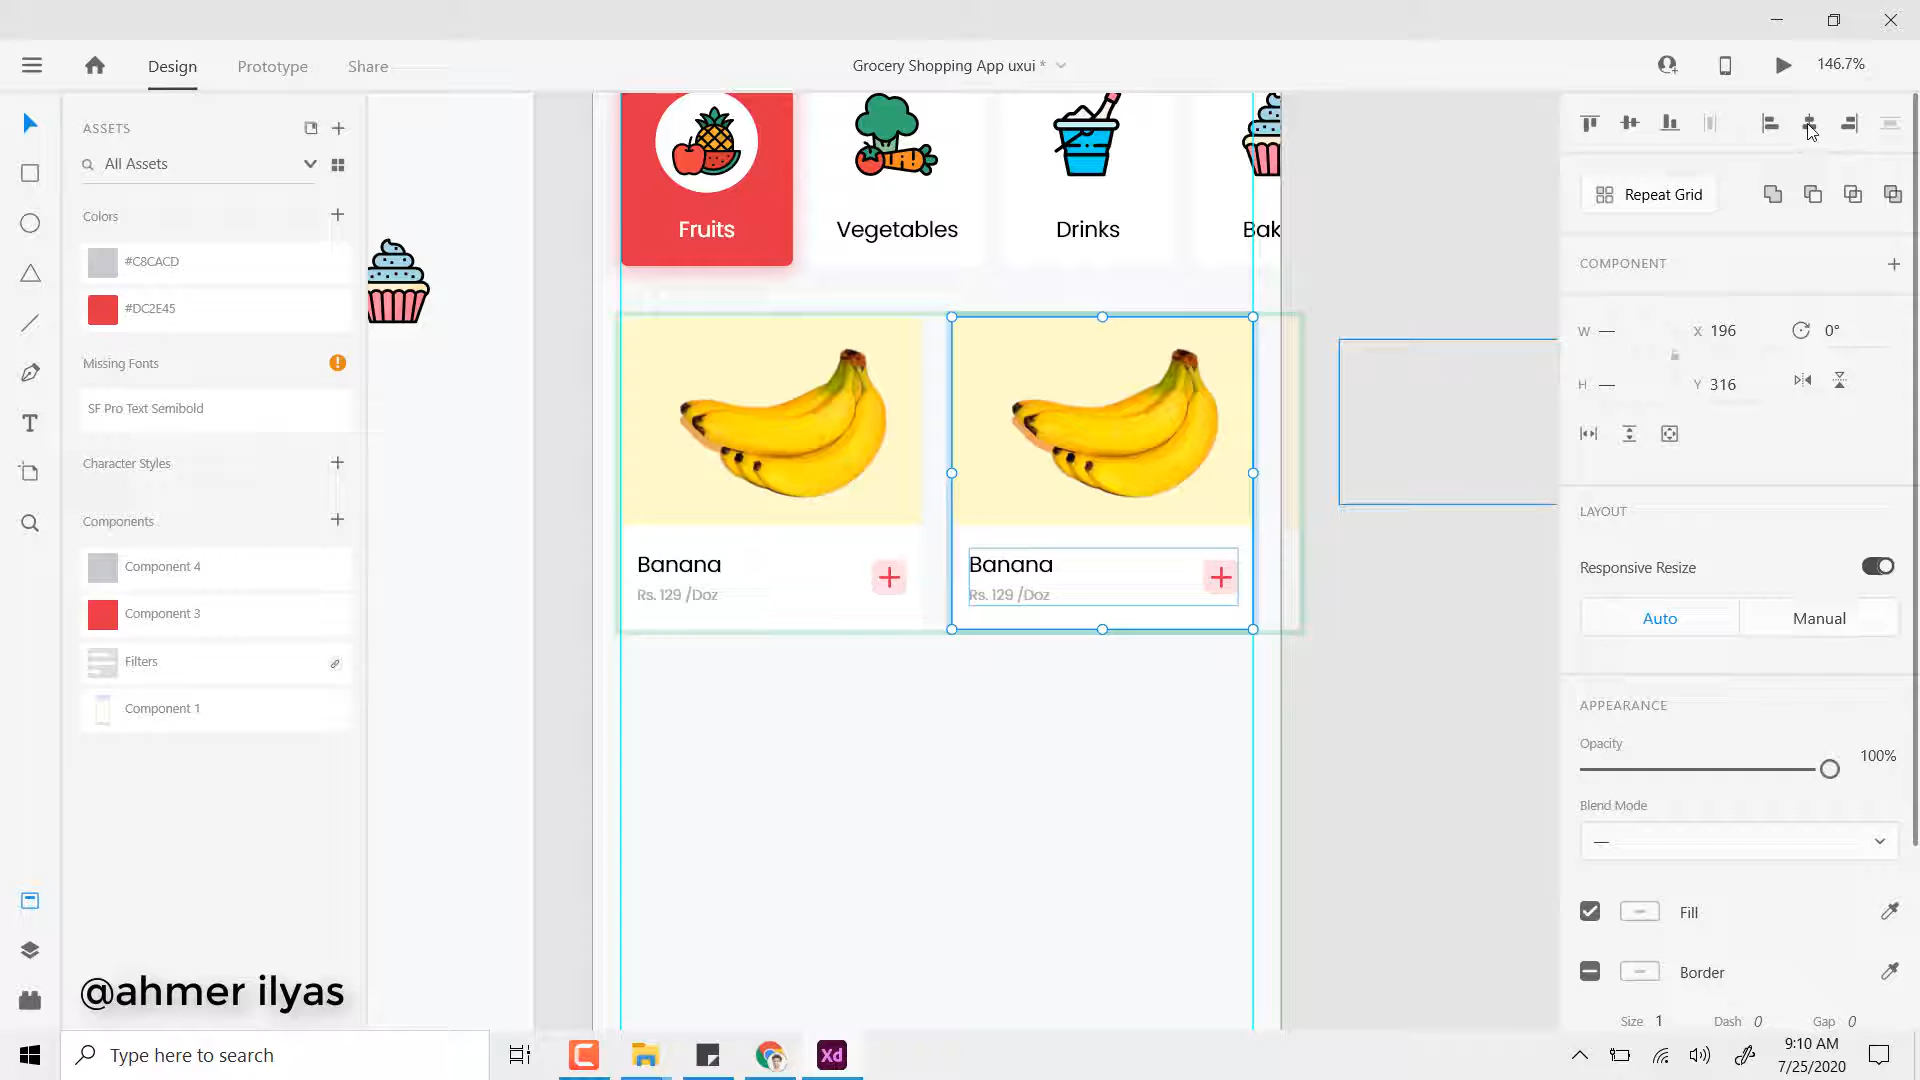 Design
Prototype
Share
Grocery Shopping App uxui *
146.7%
ASSETS
All Assets
Colors
#C8CACD
#DC2E45
Missing Fonts
SF Pro Text Semibold
Character Styles
Components
Component 4
Component 3
Filters
Component 1
@ahmer ilyas
Fruits
Vegetables
Drinks
Bak
Banana
Rs. 129 /Doz
Banana
Rs. 129 /Doz
Repeat Grid
COMPONENT
W —
X 196
0°
H —
Y 316
LAYOUT
Responsive Resize
Auto
Manual
APPEARANCE
Opacity
100%
Blend Mode
—
Fill
Border
Size 1
Dash 0
Gap 0
Type here to search
Xd
9:10 AM
7/25/2020